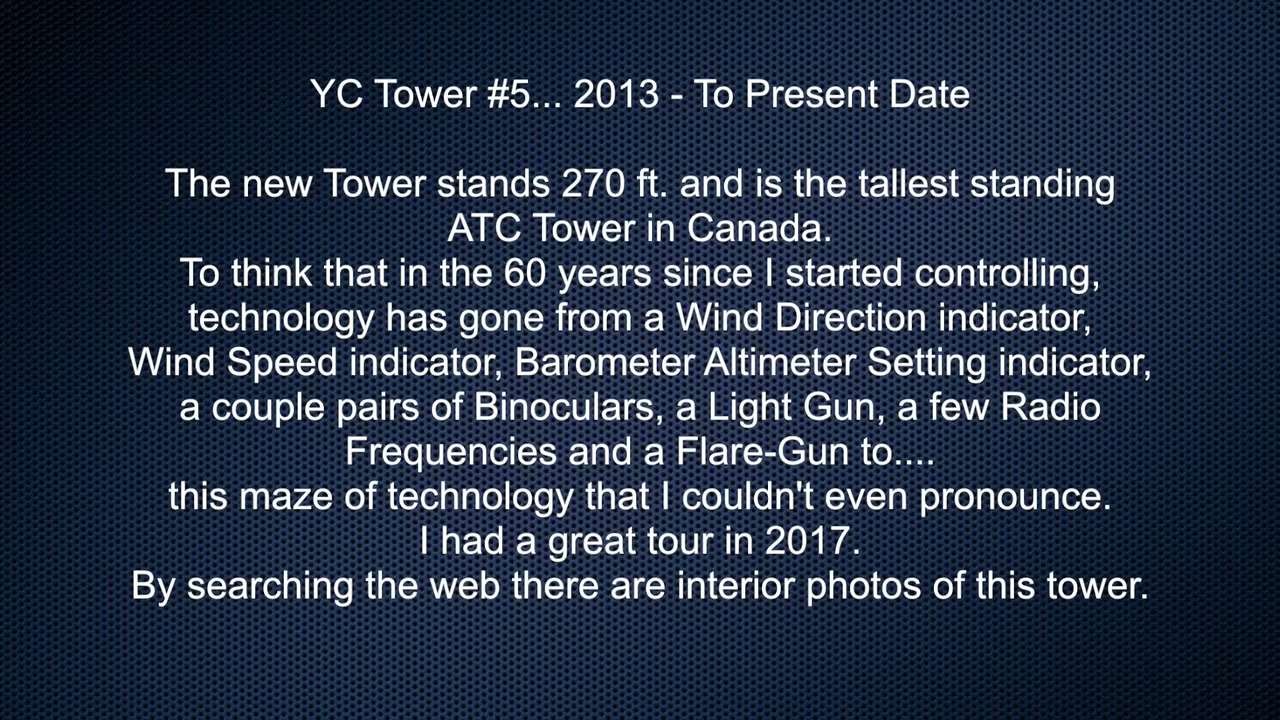 YC Tower #5... 2013 - To Present Date
The new Tower stands 270 ft. and is the tallest standing
ATC Tower in Canada.
To think that in the 60 years since I started controlling,
technology has gone from a Wind Direction indicator,
Wind Speed indicator, Barometer Altimeter Setting indicator,
a couple pairs of Binoculars, a Light Gun, a few Radio
Frequencies and a Flare-Gun to....
this maze of technology that I couldn't even pronounce.
I had a great tour in 2017.
By searching the web there are interior photos of this tower.